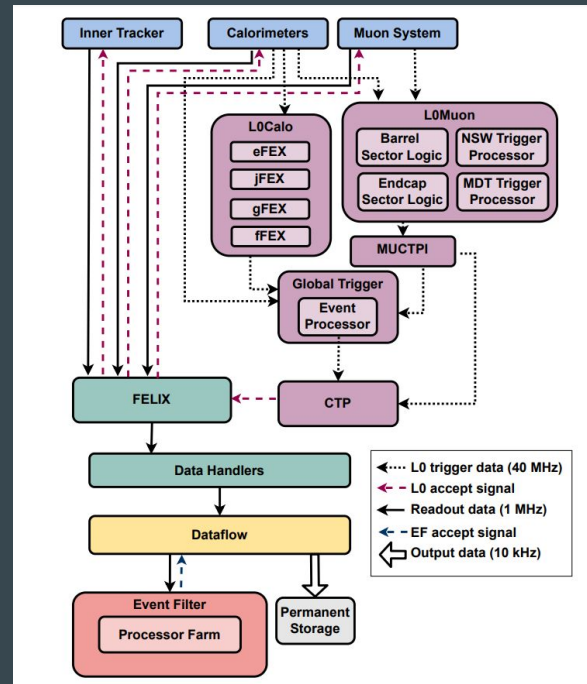 Inner Tracker
Calorimeters
Muon System
L0Calo
eFEX
jFEX
gFEX
fFEX
L0Muon
Barrel
Sector Logic
NSW Trigger
Processor
Endcap
Sector Logic
MDT Trigger
Processor
MUCTPI
Global Trigger
Event
Processor
FELIX
CTP
Data Handlers
Dataflow
Event Filter
Processor Farm
Permanent
Storage
L0 trigger data (40 MHz)
L0 accept signal
Readout data (1 MHz)
EF accept signal
Output data (10 kHz)